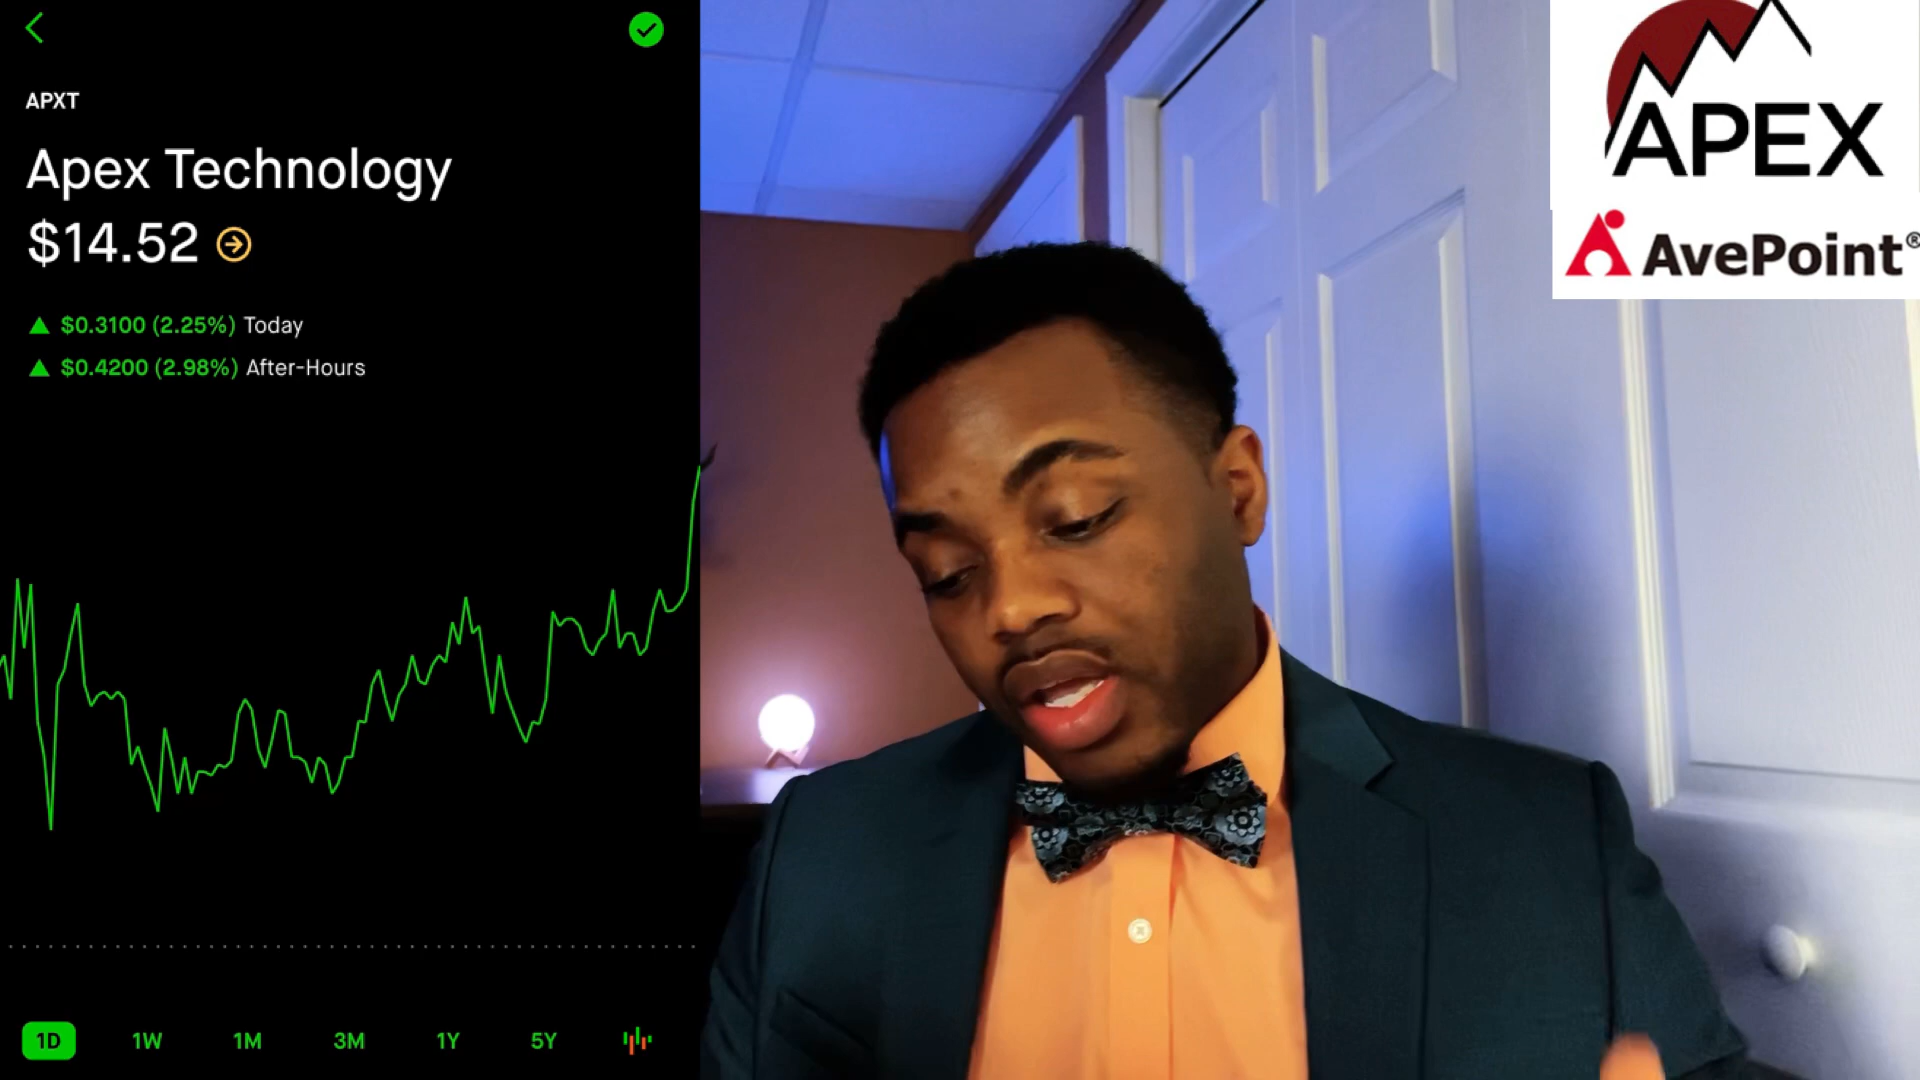 APXT
Apex Technology
$14.52
$0.3100 (2.25%) Today
$0.4200 (2.98%) After-Hours
1D 1W 1M 3M 1Y 5Y
APEX
AvePoint®